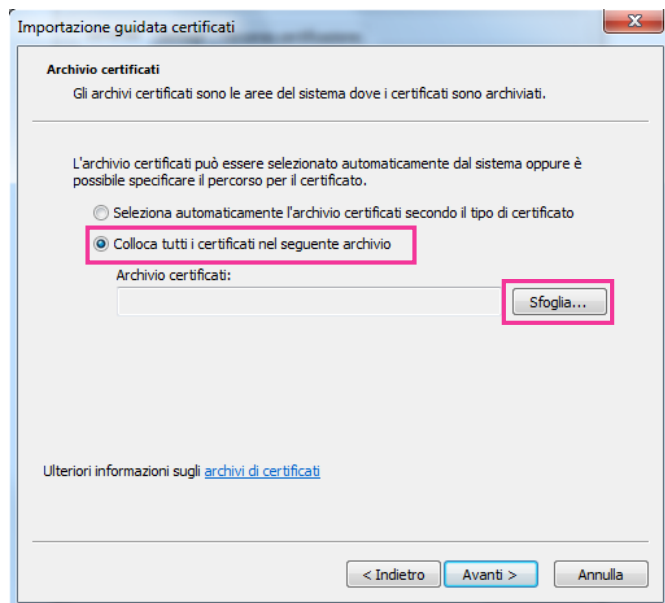 Importazione guidata certificati
Archivio certificati
Gli archivi certificati sono le aree del sistema dove i certificati sono archiviati.
L'archivio certificati può essere selezionato automaticamente dal sistema oppure è
possibile specificare il percorso per il certificato.
Seleziona automaticamente l'archivio certificati secondo il tipo di certificato
Colloca tutti i certificati nel seguente archivio
Archivio certificati:
Sfoglia...
Ulteriori informazioni sugli archivi di certificati
< Indietro
Avanti >
Annulla